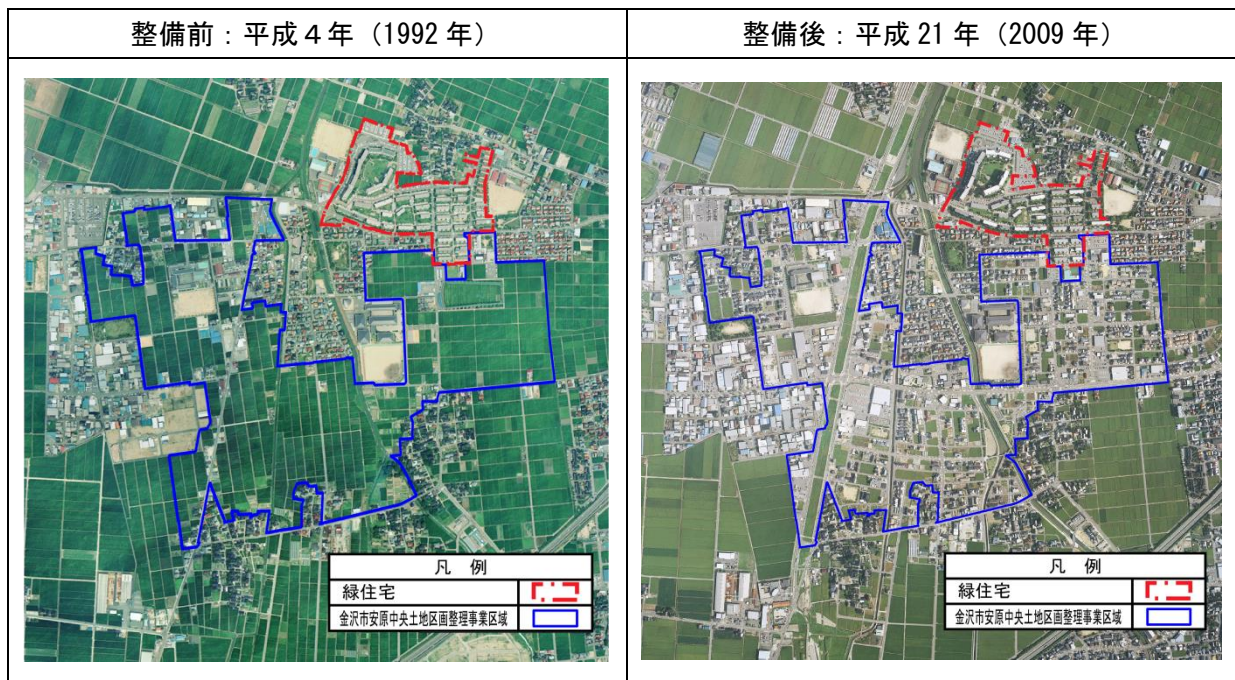 整備前：平成４年（1992 年）
整備後：平成 21 年（2009 年）
凡　例
緑住宅
金沢市安原中央土地区画整理事業区域
凡　例
緑住宅
金沢市安原中央土地区画整理事業区域